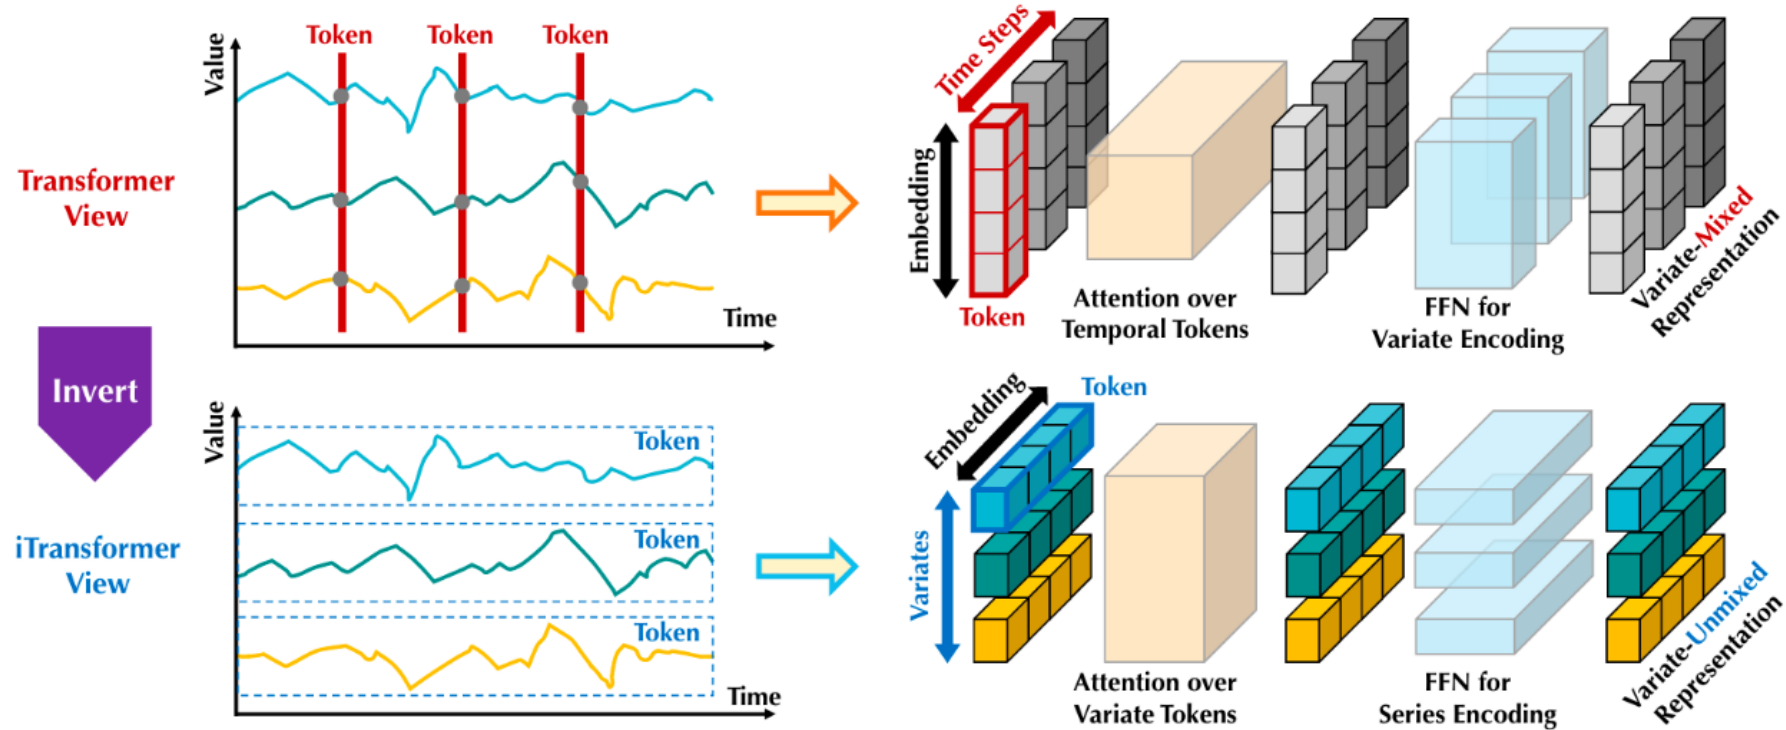 Token
Token
Token
Value
Transformer
View
Time
Time Steps
Embedding
Token
Attention over
Temporal Tokens
FFN for
Variate Encoding
Variate-Mixed
Representation
Invert
iTransformer
View
Value
Token
Token
Token
Time
Embedding
Token
Variates
Attention over
Variate Tokens
FFN for
Series Encoding
Variate-Unmixed
Representation